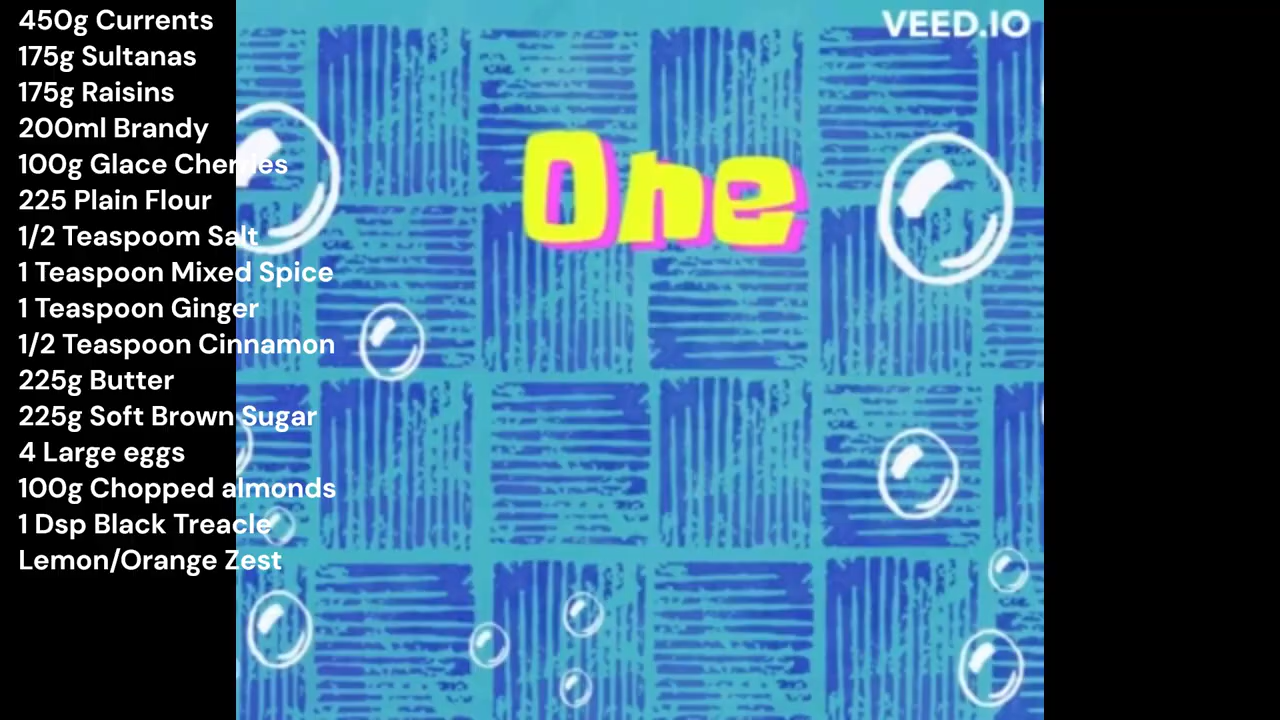 450g Currents
175g Sultanas
175g Raisins
200ml Brandy
100g Glace Cherries
225 Plain Flour
1/2 Teaspoom Salt
1 Teaspoon Mixed Spice
1 Teaspoon Ginger
1/2 Teaspoon Cinnamon
225g Butter
225g Soft Brown Sugar
4 Large eggs
100g Chopped almonds
1 Dsp Black Treacle
Lemon/Orange Zest
VEED.IO
One